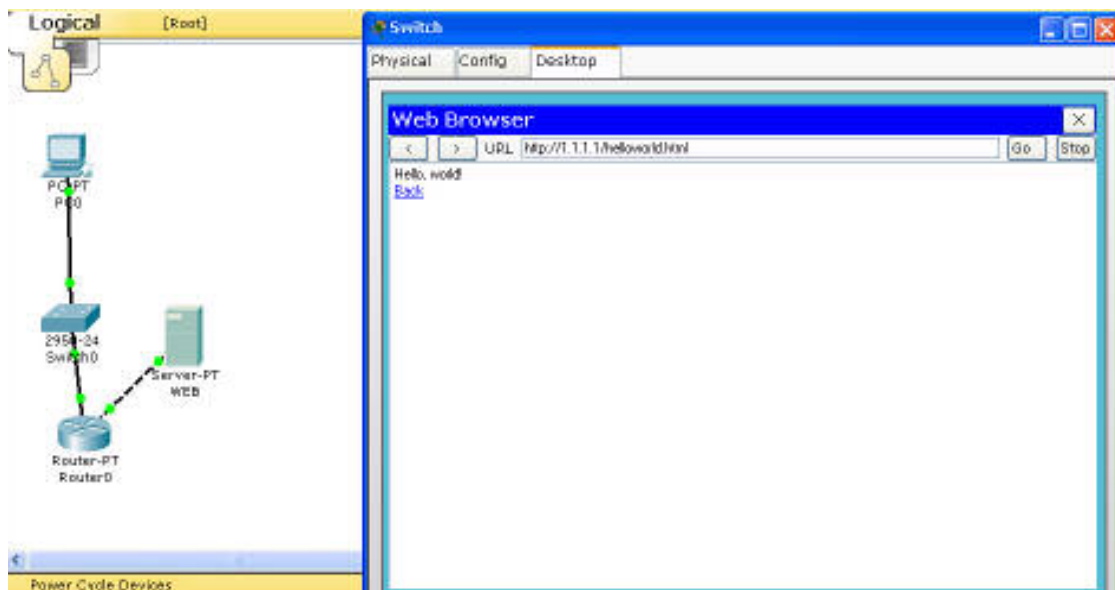 Logical [Root]
PC-PT
PC0
2950-24
Switch0
Server-PT
WEB
Router-PT
Router0
Power Cycle Devices
Switch
Physical Config Desktop
Web Browser
< > URL http://1.1.1.1/helloworld.html Go Stop
Hello, world!
Back